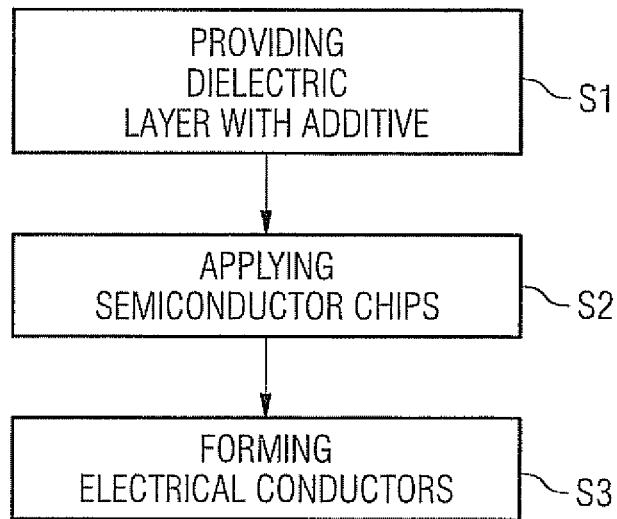 PROVIDING
DIELECTRIC
LAYER WITH ADDITIVE
S1
APPLYING
SEMICONDUCTOR CHIPS
S2
FORMING
ELECTRICAL CONDUCTORS
S3